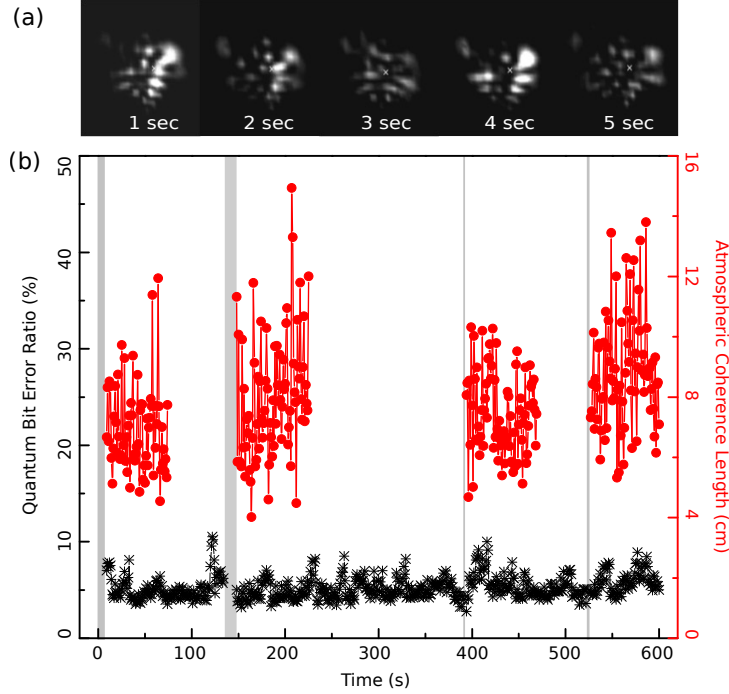 (a)
1 sec 2 sec 3 sec 4 sec 5 sec
(b)
50
40
30
20
10
0
Quantum Bit Error Ratio (%)
16
12
8
4
0
Atmospheric Coherence Length (cm)
0 100 200 300 400 500 600
Time (s)